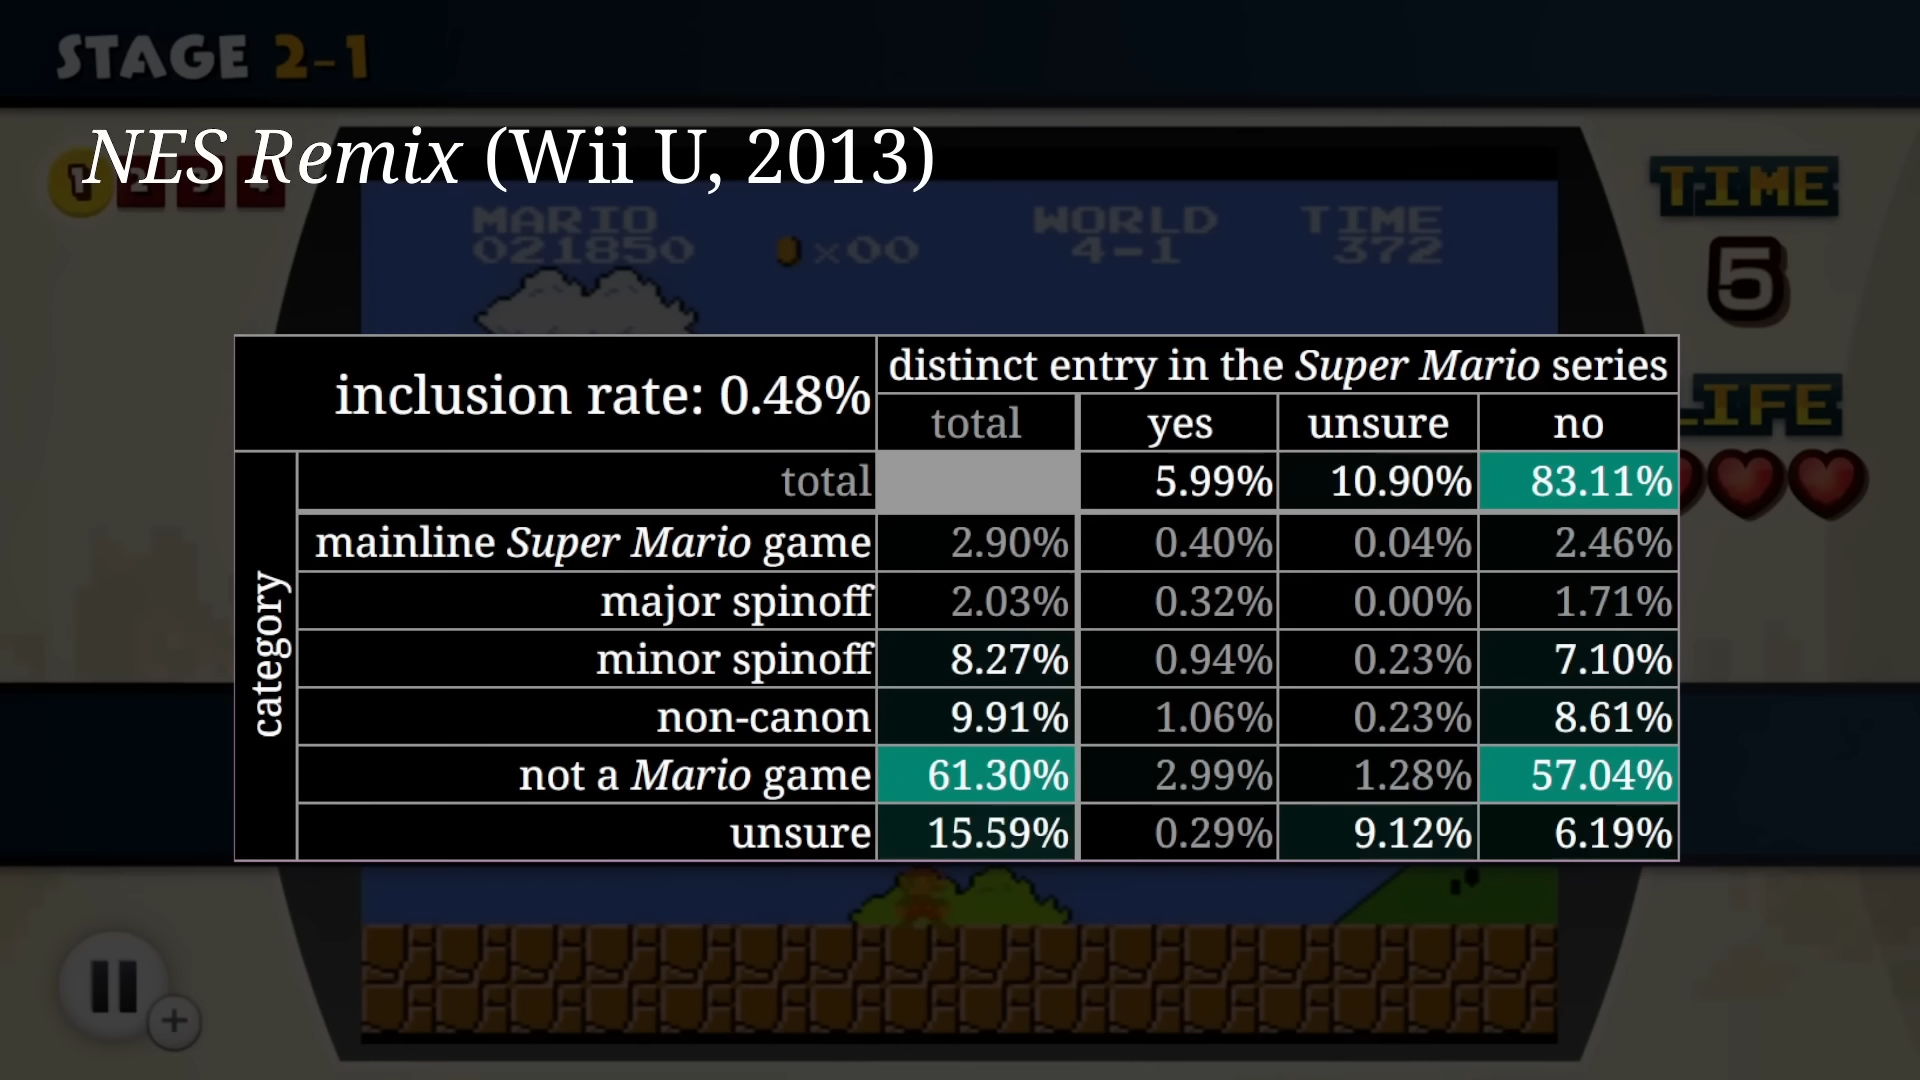 STAGE 2-1
NES Remix (Wii U, 2013)
1 2 3 4
MARIO WORLD TIME
021850 ×00 4-1 372
TIME
5
LIFE
inclusion rate: 0.48%
distinct entry in the Super Mario series
total yes unsure no
category
total 5.99% 10.90% 83.11%
mainline Super Mario game 2.90% 0.40% 0.04% 2.46%
major spinoff 2.03% 0.32% 0.00% 1.71%
minor spinoff 8.27% 0.94% 0.23% 7.10%
non-canon 9.91% 1.06% 0.23% 8.61%
not a Mario game 61.30% 2.99% 1.28% 57.04%
unsure 15.59% 0.29% 9.12% 6.19%